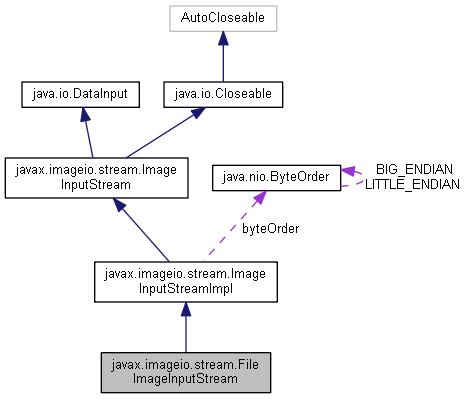 AutoCloseable
java.io.DataInput
java.io.Closeable
javax.imageio.stream.Image
InputStream
java.nio.ByteOrder
BIG_ENDIAN
LITTLE_ENDIAN
byteOrder
javax.imageio.stream.Image
InputStreamImpl
javax.imageio.stream.File
ImageInputStream